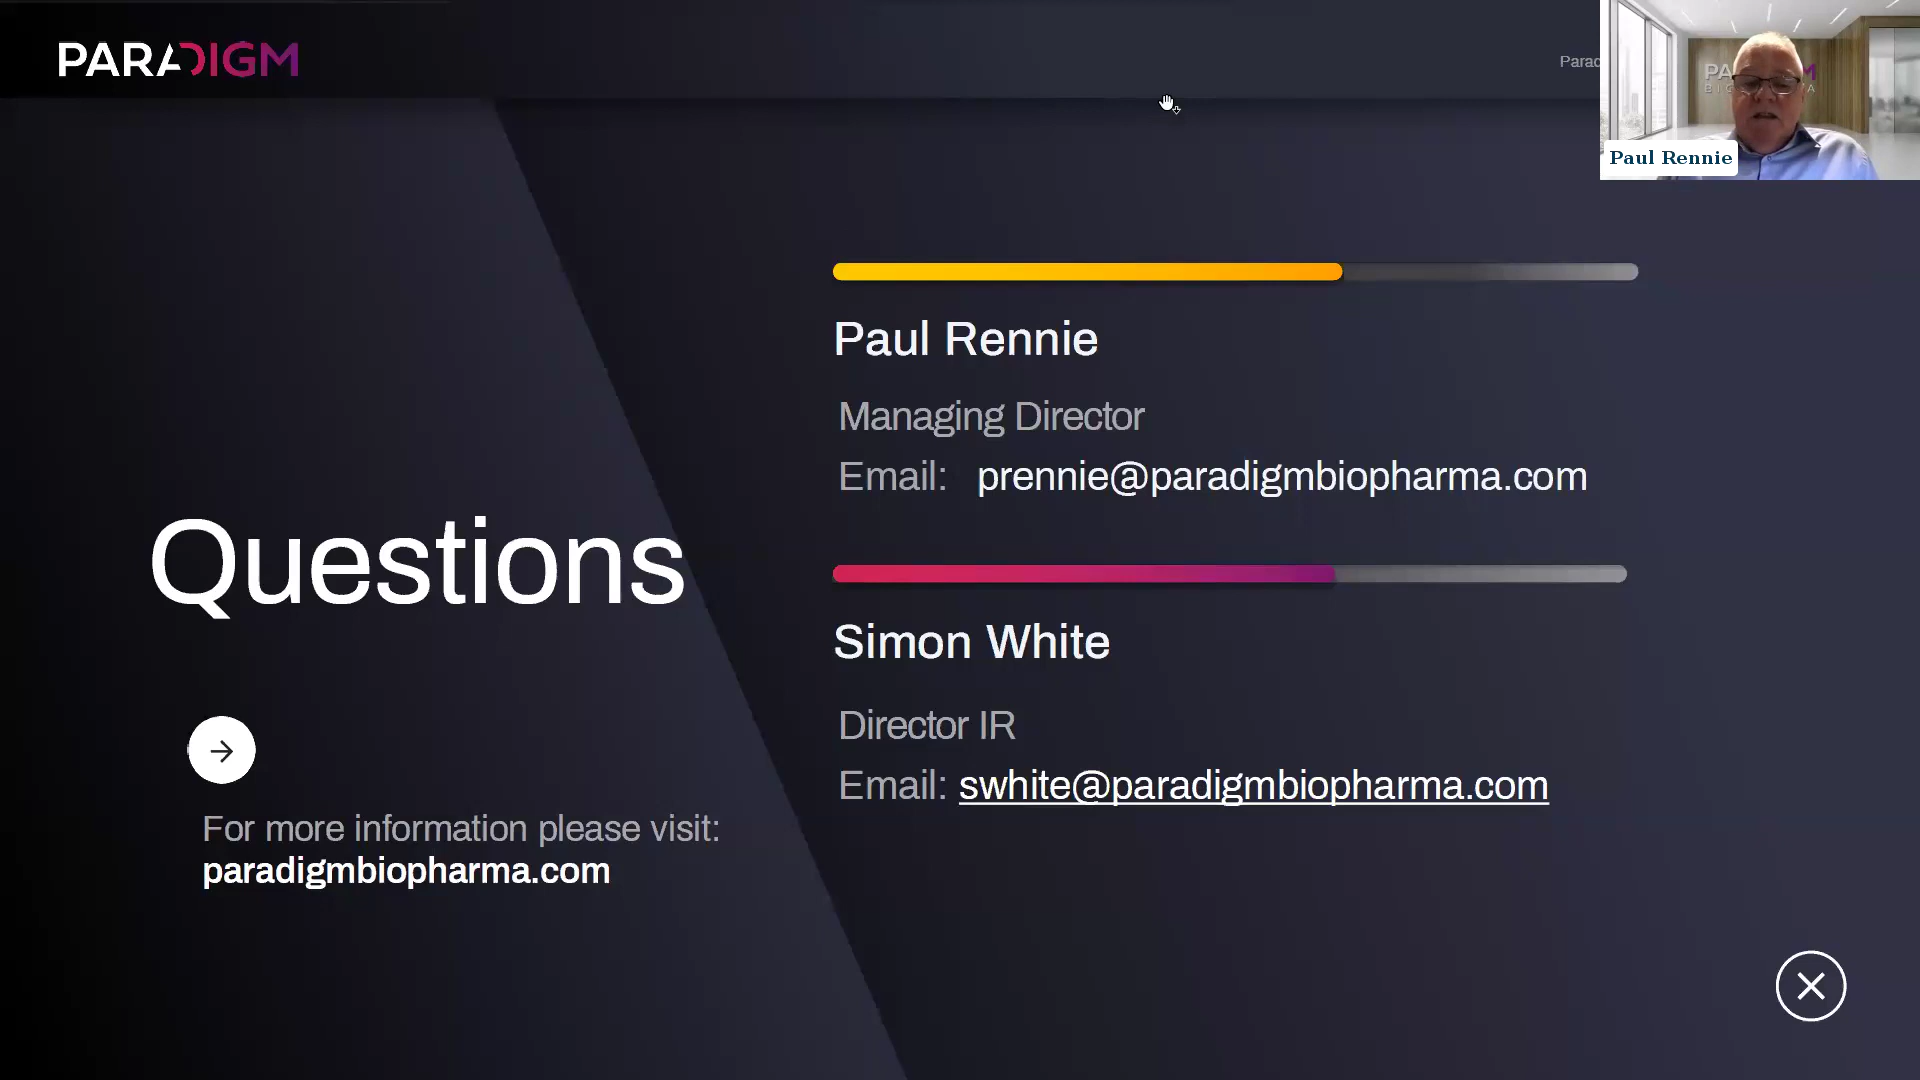 PARADIGM
Parad
Paul Rennie
Paul Rennie
Managing Director
Email: prennie@paradigmbiopharma.com
Questions
Simon White
Director IR
Email: swhite@paradigmbiopharma.com
For more information please visit:
paradigmbiopharma.com